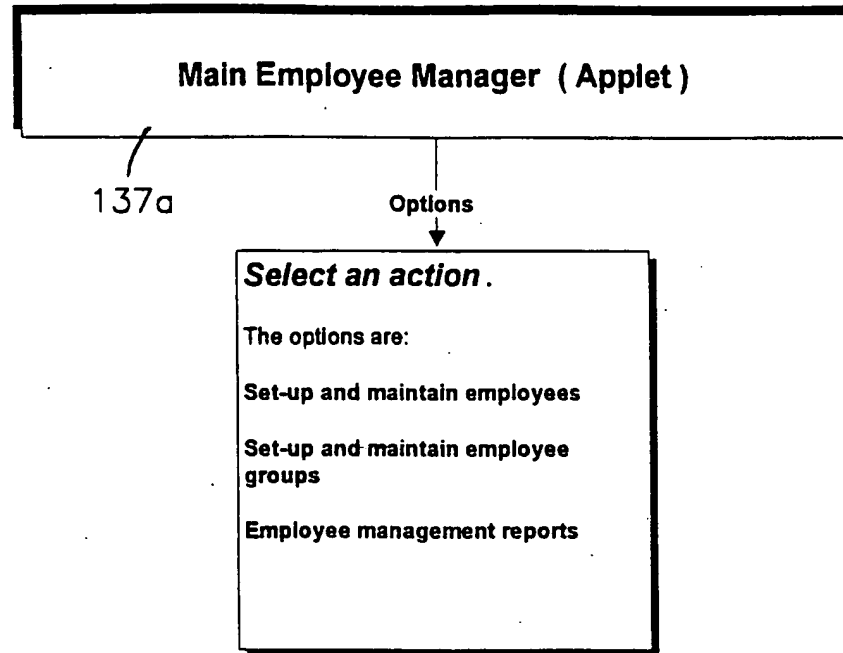 Main Employee Manager ( Applet )
137a
Options
Select an action .
The options are:
Set-up and maintain employees
Set-up and maintain employee
groups
Employee management reports